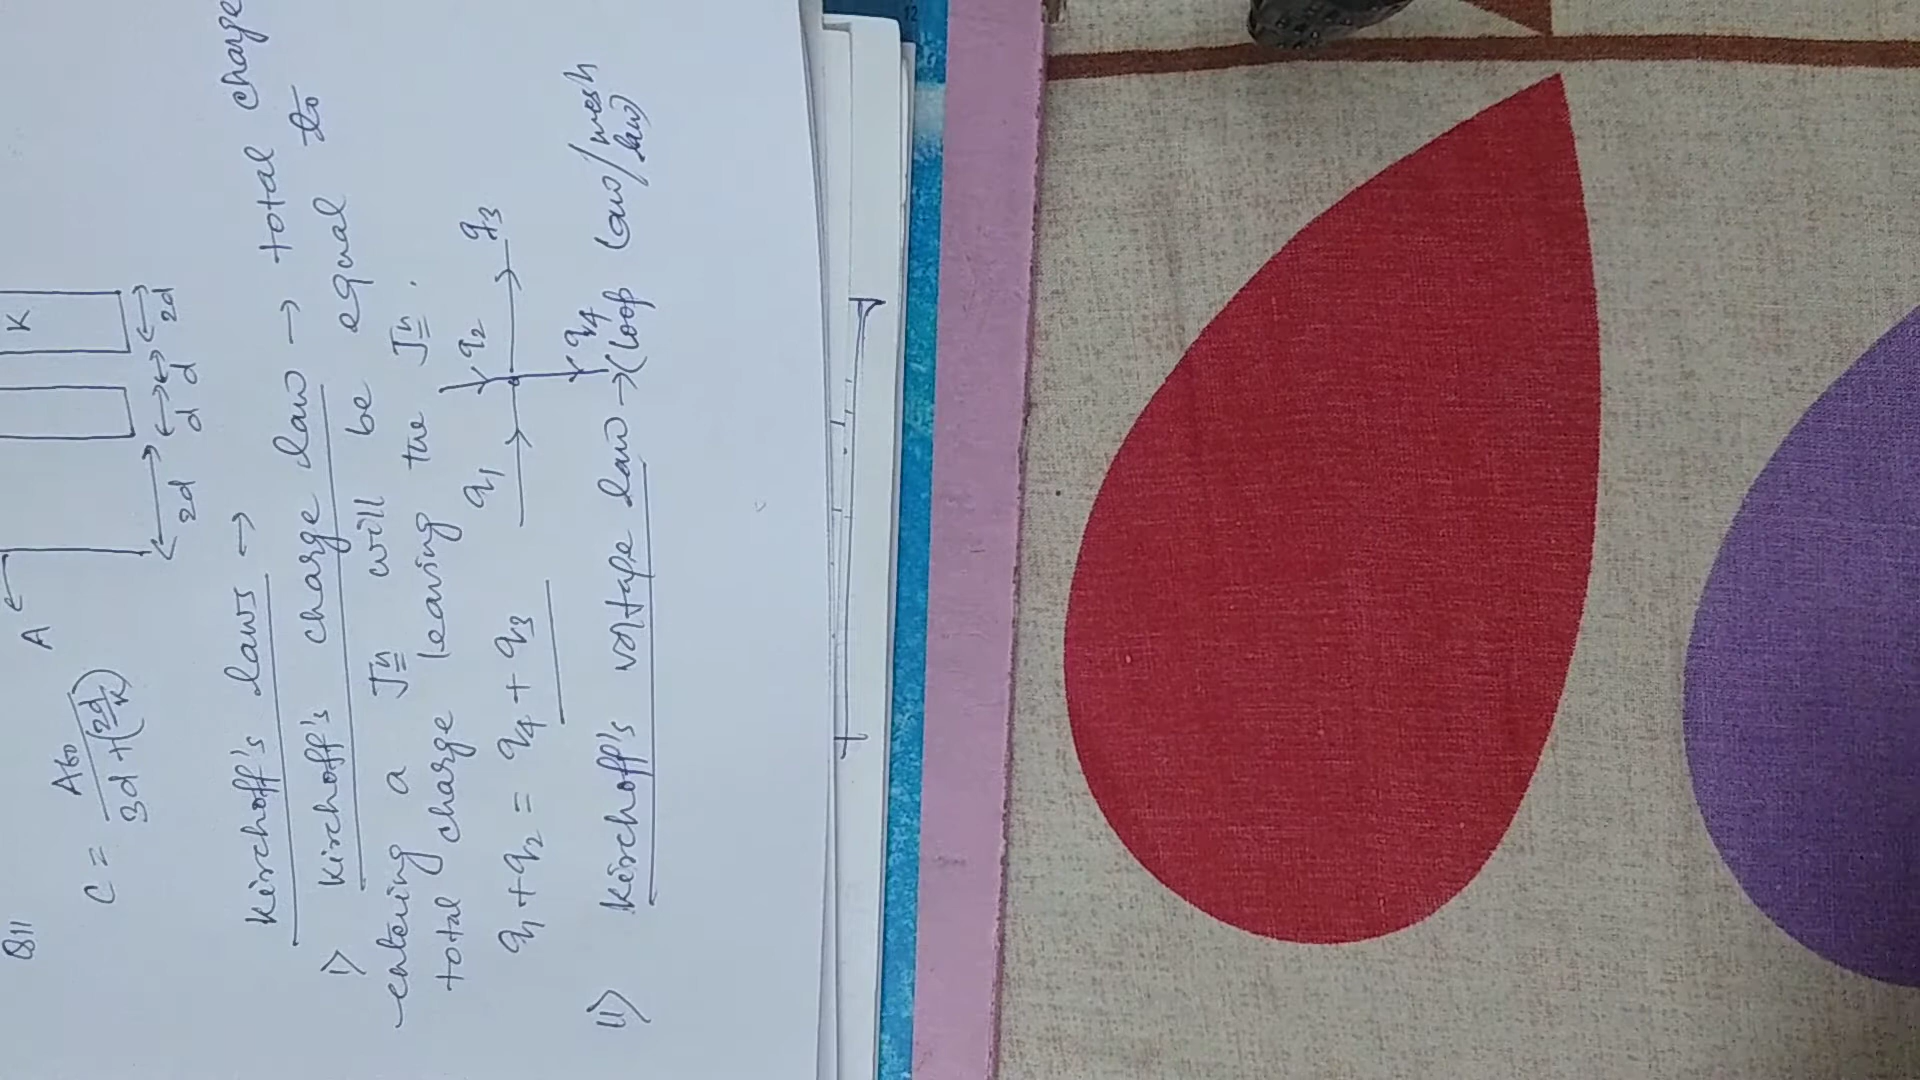 Q11
A
K
2d d d 2d
C = Aϵ0 / 3d + (2d/K)
Kirchoff's laws →
i) Kirchoff's charge law → total charge
entering a Jn will be equal to
total charge leaving the Jn.
q1 + q2 = q4 + q3
q1 q2 q3
q4
ii) Kirchoff's voltage law → (loop law/mesh law)
12